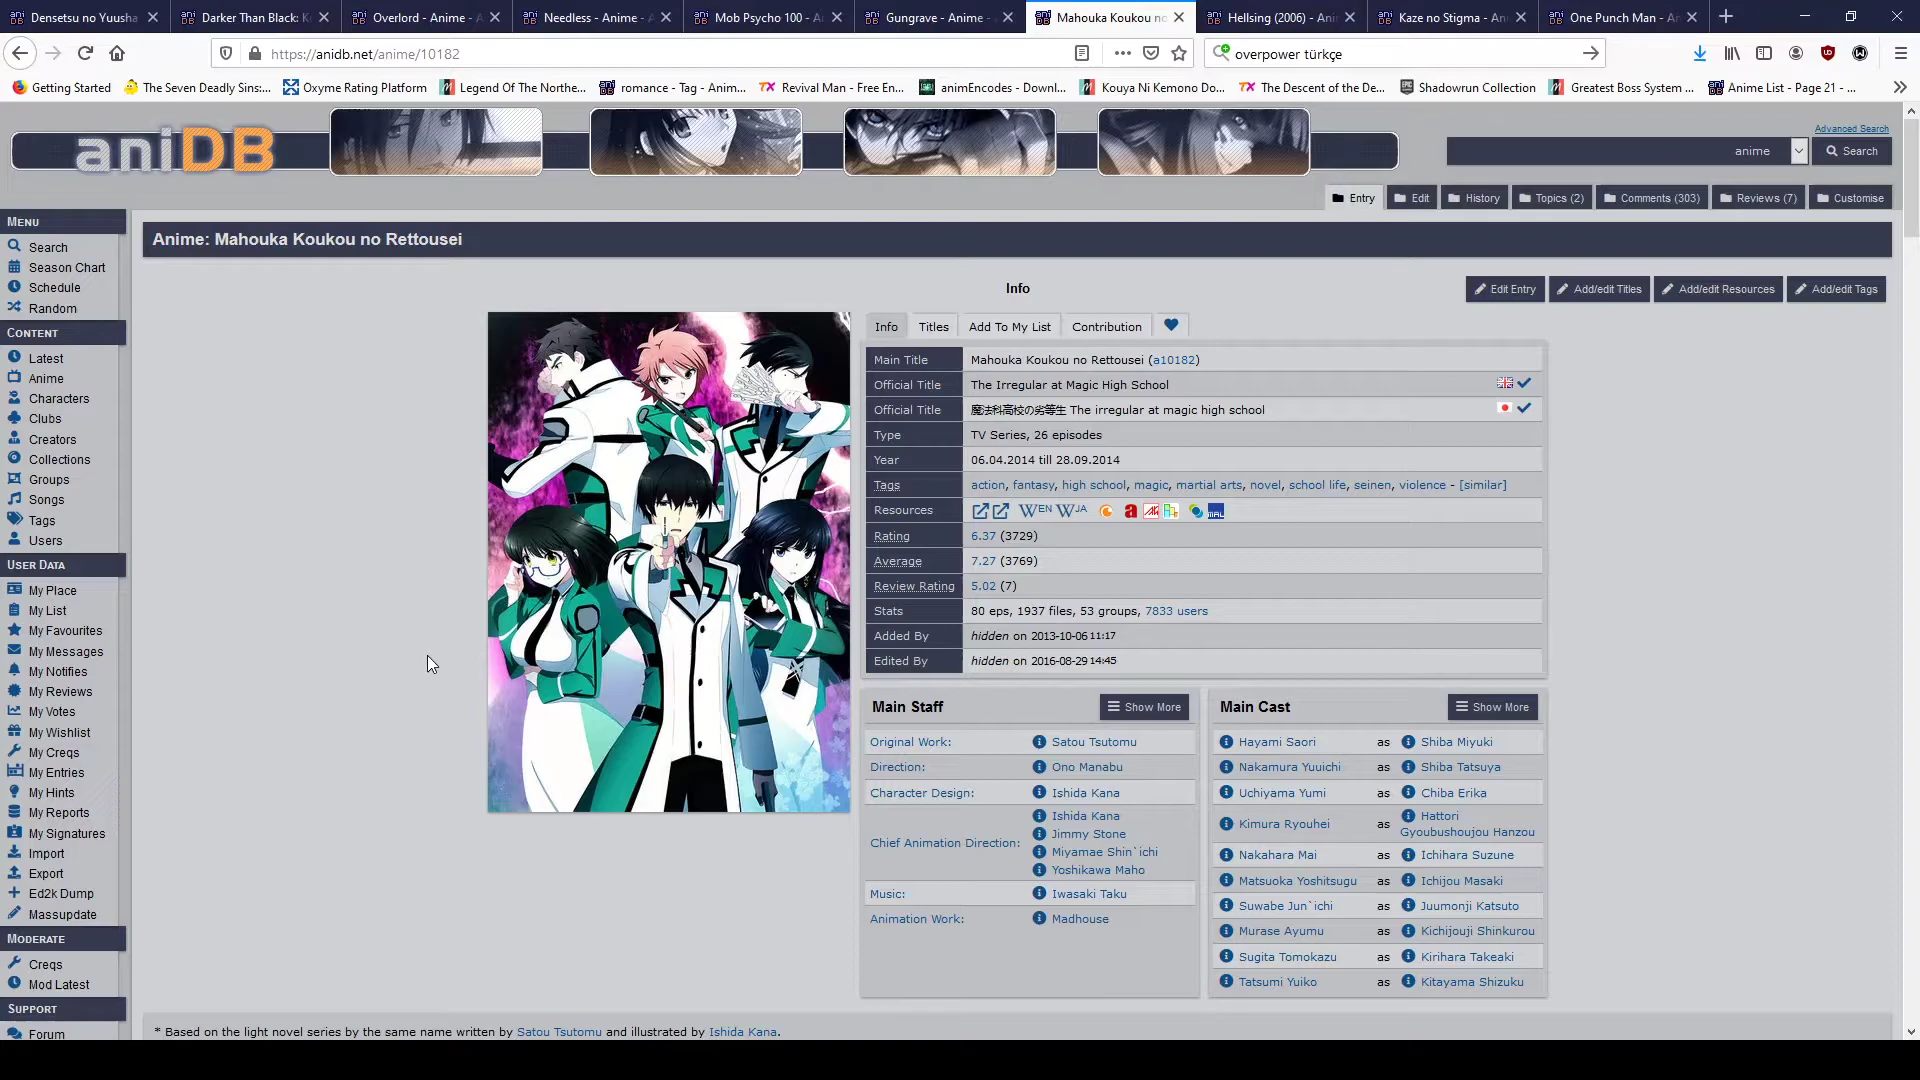 Densetsu no Yuusha
Darker Than Black: K
Overlord - Anime -
Needless - Anime -
Mob Psycho 100 - A
Gungrave - Anime -
Mahouka Koukou no
Hellsing (2006) - Ani
Kaze no Stigma - An
One Punch Man - A
https://anidb.net/anime/10182
overpower türkçe
Getting Started
The Seven Deadly Sins:...
Oxyme Rating Platform
Legend Of The Northe...
romance - Tag - Anim...
Revival Man - Free En...
animEncodes - Downl...
Kouya Ni Kemono Do...
The Descent of the De...
Shadowrun Collection
Greatest Boss System ...
Anime List - Page 21 - ...
aniDB
Advanced Search
anime
Search
Entry
Edit
History
Topics (2)
Comments (303)
Reviews (7)
Customise
MENU
Search
Season Chart
Schedule
Random
CONTENT
Latest
Anime
Characters
Clubs
Creators
Collections
Groups
Songs
Tags
Users
USER DATA
My Place
My List
My Favourites
My Messages
My Notifies
My Reviews
My Votes
My Wishlist
My Creqs
My Entries
My Hints
My Reports
My Signatures
Import
Export
Ed2k Dump
Massupdate
MODERATE
Creqs
Mod Latest
SUPPORT
Forum
Anime: Mahouka Koukou no Rettousei
Info
Edit Entry
Add/edit Titles
Add/edit Resources
Add/edit Tags
Info
Titles
Add To My List
Contribution
Main Title Mahouka Koukou no Rettousei (a10182)
Official Title The Irregular at Magic High School
Official Title 魔法科高校の劣等生 The irregular at magic high school
Type TV Series, 26 episodes
Year 06.04.2014 till 28.09.2014
Tags action, fantasy, high school, magic, martial arts, novel, school life, seinen, violence - [similar]
Resources W EN W JA a AN MAL
Rating 6.37 (3729)
Average 7.27 (3769)
Review Rating 5.02 (7)
Stats 80 eps, 1937 files, 53 groups, 7833 users
Added By hidden on 2013-10-06 11:17
Edited By hidden on 2016-08-29 14:45
Main Staff
Show More
Original Work: Satou Tsutomu
Direction: Ono Manabu
Character Design: Ishida Kana
Chief Animation Direction: Ishida Kana
Jimmy Stone
Miyamae Shin`ichi
Yoshikawa Maho
Music: Iwasaki Taku
Animation Work: Madhouse
Main Cast
Show More
Hayami Saori as Shiba Miyuki
Nakamura Yuuichi as Shiba Tatsuya
Uchiyama Yumi as Chiba Erika
Kimura Ryouhei as Hattori
Gyoubushoujou Hanzou
Nakahara Mai as Ichihara Suzune
Matsuoka Yoshitsugu as Ichijou Masaki
Suwabe Jun`ichi as Juumonji Katsuto
Murase Ayumu as Kichijouji Shinkurou
Sugita Tomokazu as Kirihara Takeaki
Tatsumi Yuiko as Kitayama Shizuku
* Based on the light novel series by the same name written by Satou Tsutomu and illustrated by Ishida Kana.